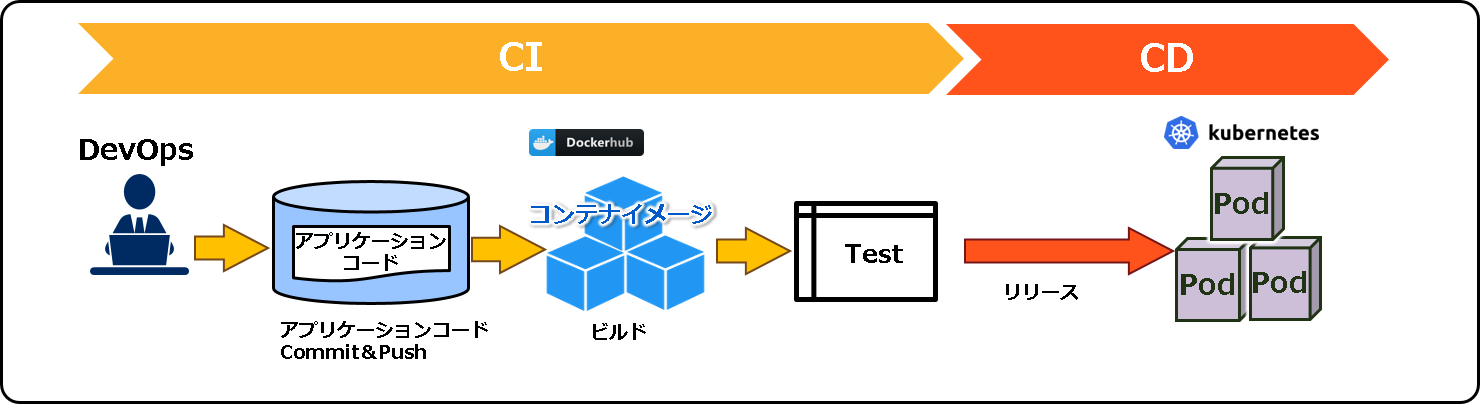 CI
CD
DevOps
Dockerhub
kubernetes
コンテナイメージ
アプリケーション
コード
Test
Pod
Pod
Pod
リリース
アプリケーションコード
Commit&Push
ビルド